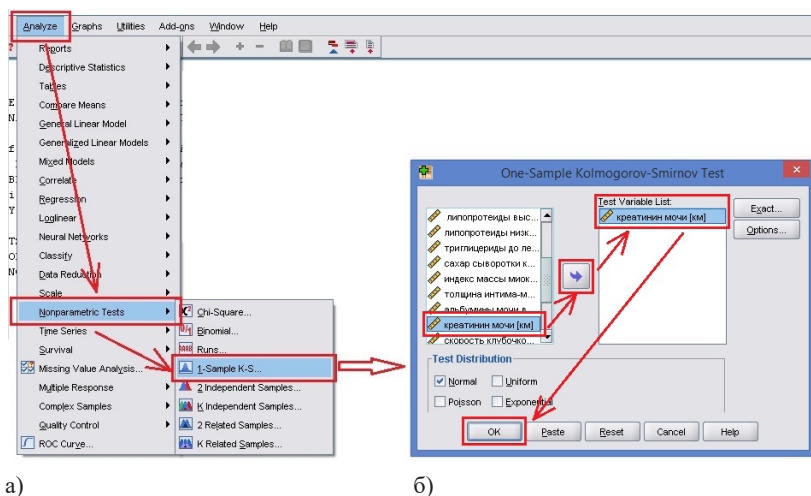 Analyze Graphs Utilities Add-ons Window Help
Reports
Descriptive Statistics
Tables
Compare Means
General Linear Model
Generalized Linear Models
Mixed Models
Correlate
Regression
Loglinear
Neural Networks
Classify
Data Reduction
Scale
Nonparametric Tests
Time Series
Survival
Missing Value Analysis...
Multiple Response
Complex Samples
Quality Control
ROC Curve...
Chi-Square...
Binomial...
Runs...
1-Sample K-S...
2 Independent Samples...
K Independent Samples...
2 Related Samples...
K Related Samples...
One-Sample Kolmogorov-Smirnov Test
липопротеиды выс...
липопротеиды низк...
триглицериды до ле...
сахар сыворотки к...
индекс массы миок...
толщина интима-м...
альбумины мочи в
креатинин мочи [км]
скорость клубочко...
Test Variable List:
креатинин мочи [км]
Exact...
Options...
Test Distribution
Normal Uniform
Poisson Exponential
OK Paste Reset Cancel Help
а) б)